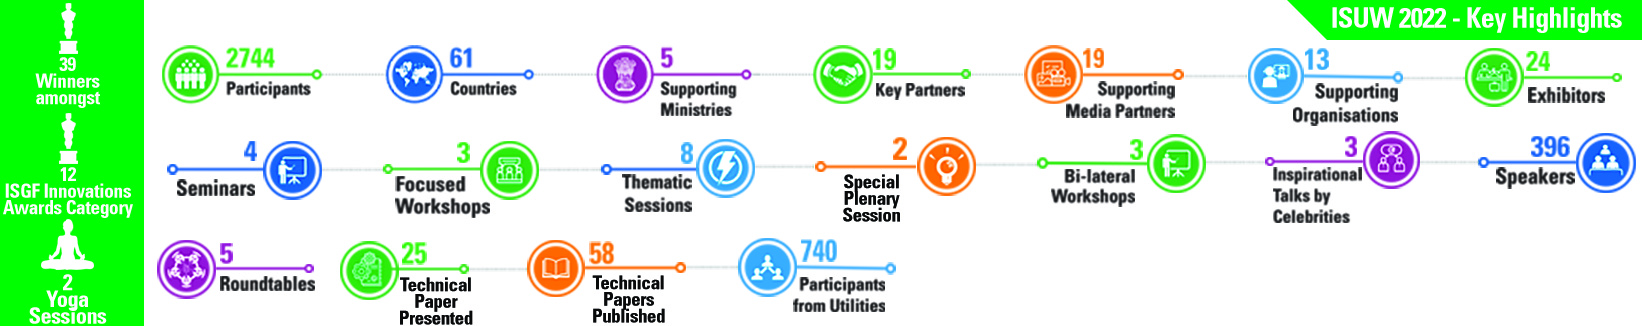 39
Winners
amongst
12
ISGF Innovations
Awards Category
2
Yoga
Sessions
ISUW 2022 - Key Highlights
2744
Participants
61
Countries
5
Supporting
Ministries
19
Key Partners
19
Supporting
Media Partners
13
Supporting
Organisations
24
Exhibitors
4
Seminars
3
Focused
Workshops
8
Thematic
Sessions
2
Special
Plenary
Session
3
Bi-lateral
Workshops
3
Inspirational
Talks by
Celebrities
396
Speakers
5
Roundtables
25
Technical
Paper
Presented
58
Technical
Papers
Published
740
Participants
from Utilities